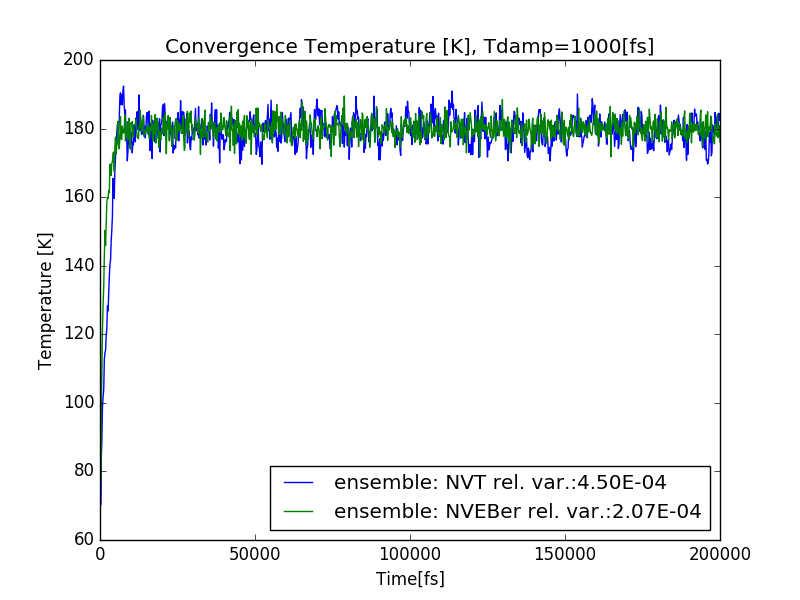 Convergence Temperature [K], Tdamp=1000[fs]
200
180
160
140
120
100
80
60
Temperature [K]
ensemble: NVT rel. var.:4.50E-04
ensemble: NVEBer rel. var.:2.07E-04
0 50000 100000 150000 200000
Time[fs]